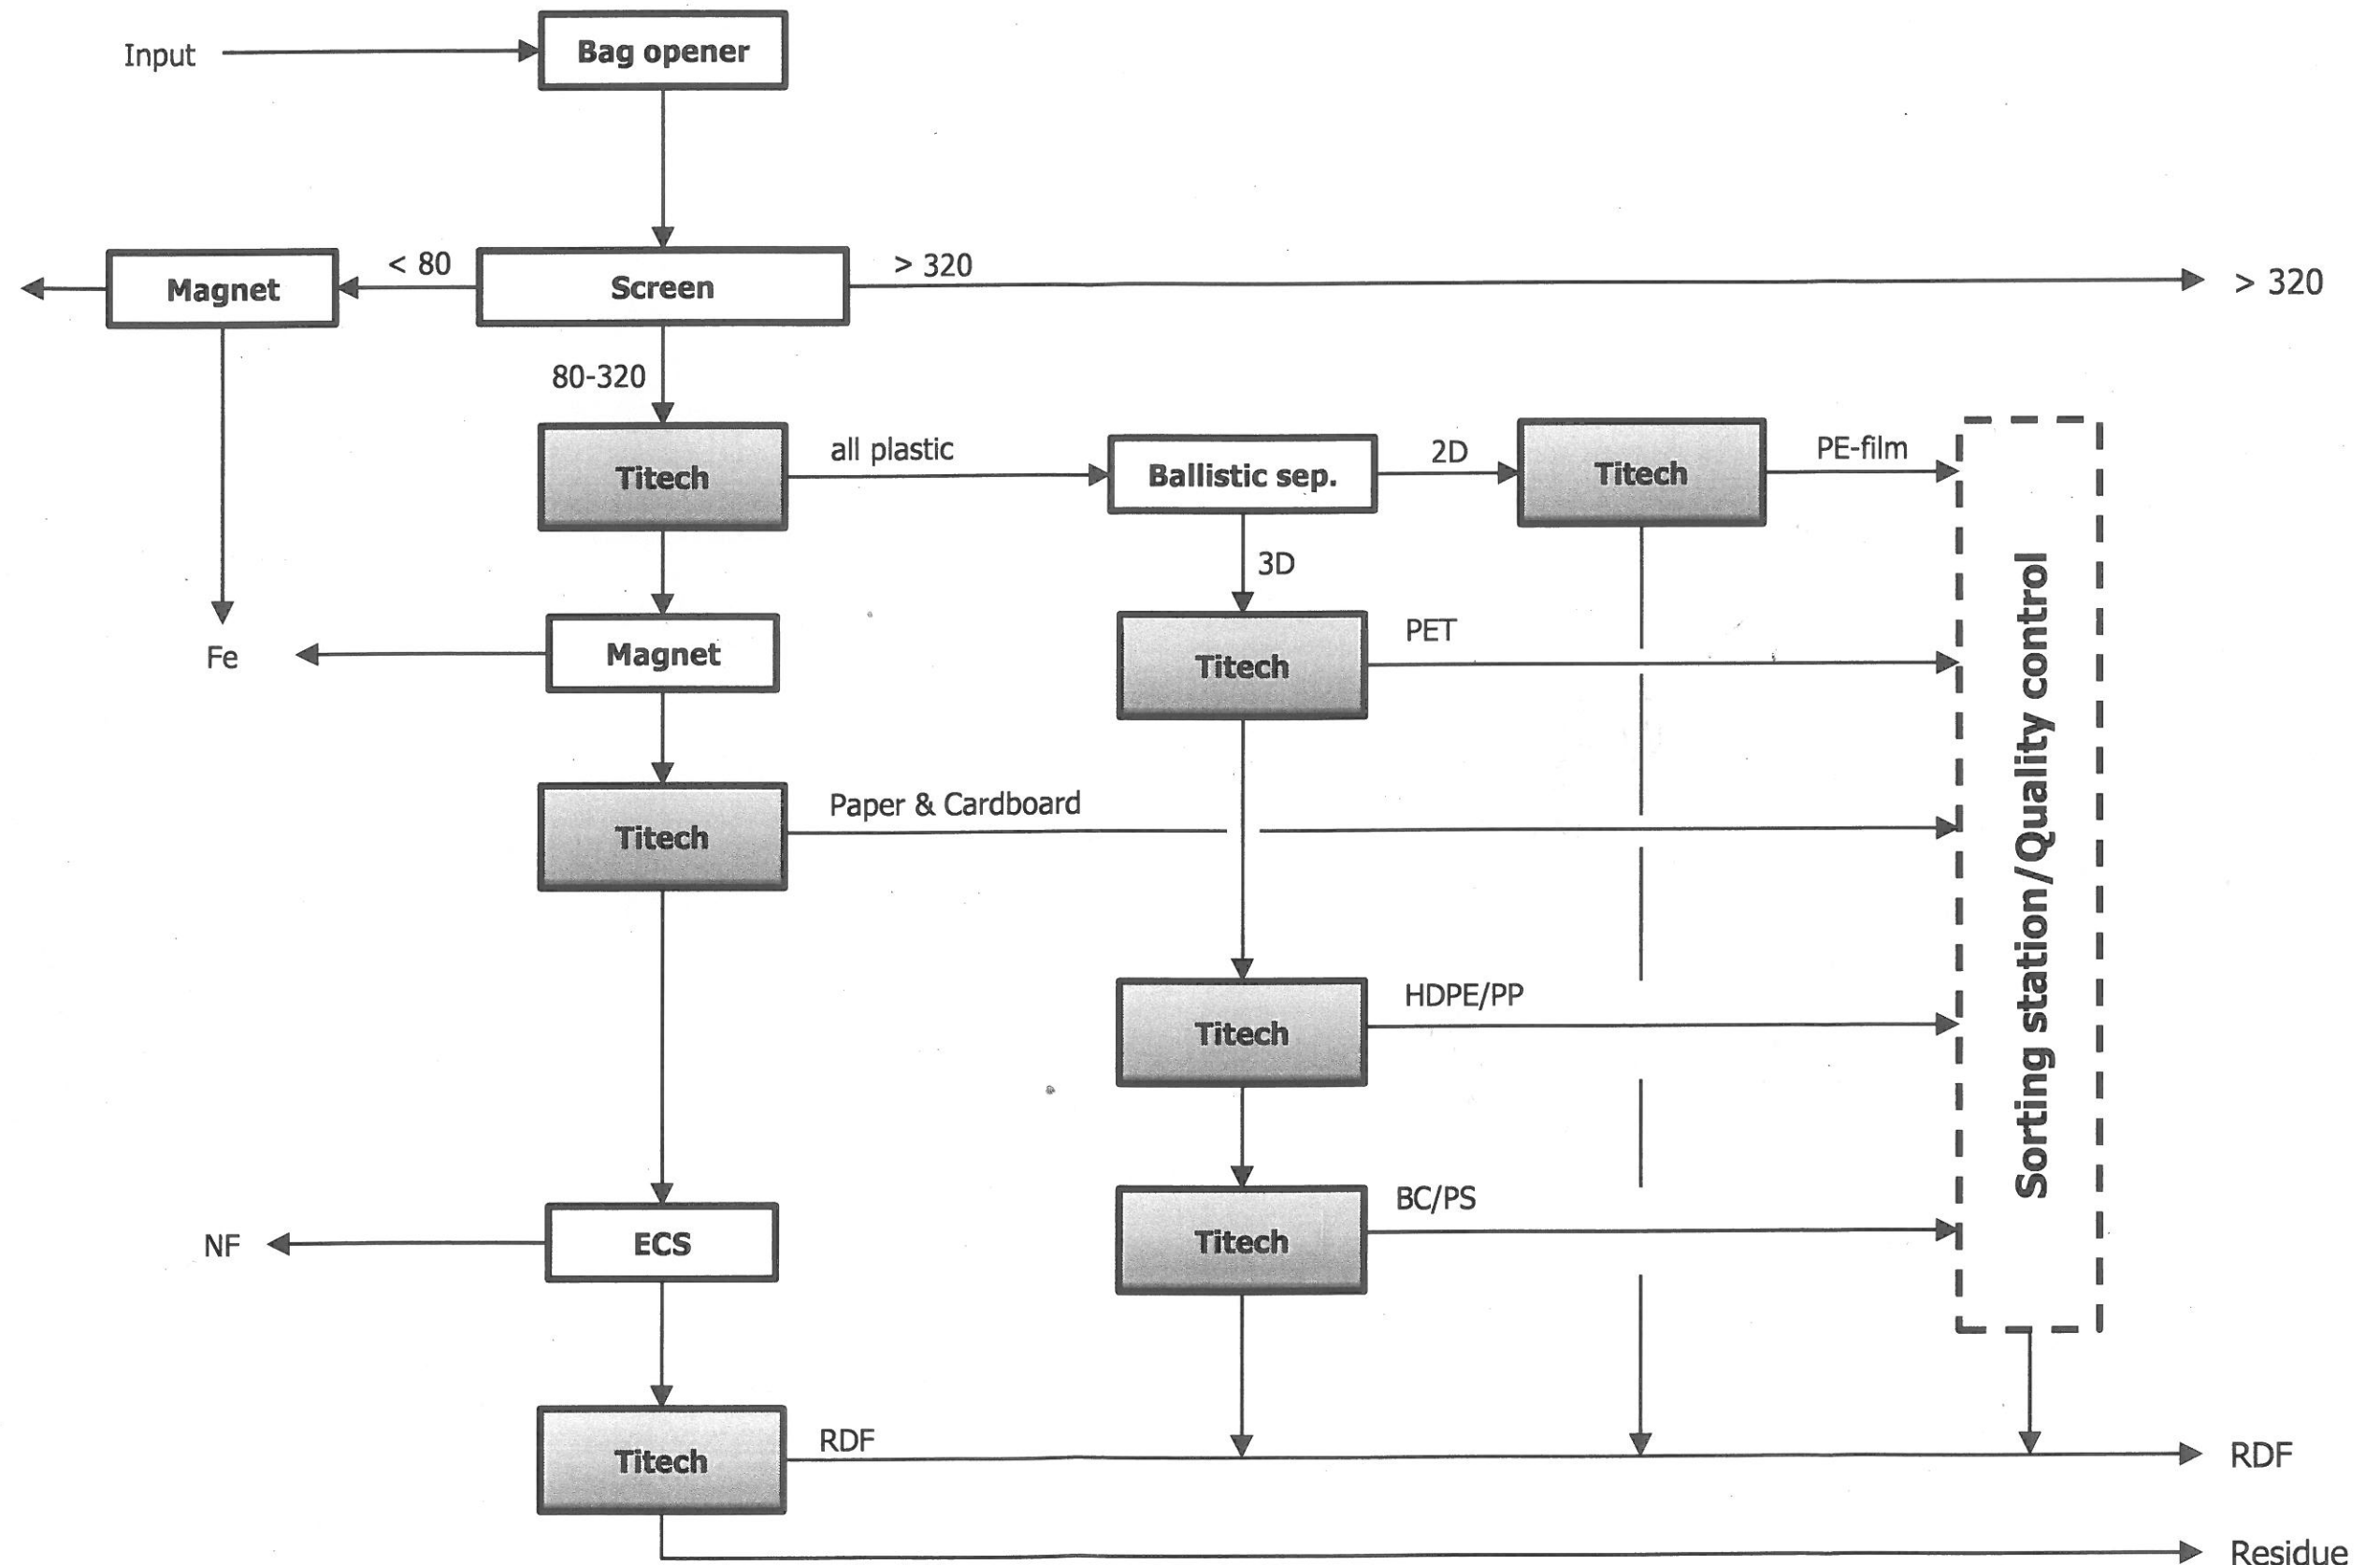 Input
Bag opener
Magnet
< 80
Screen
> 320
> 320
80-320
Titech
all plastic
Ballistic sep.
2D
Titech
PE-film
3D
Fe
Magnet
Titech
PET
Sorting station/Quality control
Titech
Paper & Cardboard
Titech
HDPE/PP
NF
ECS
Titech
BC/PS
Titech
RDF
RDF
Residue